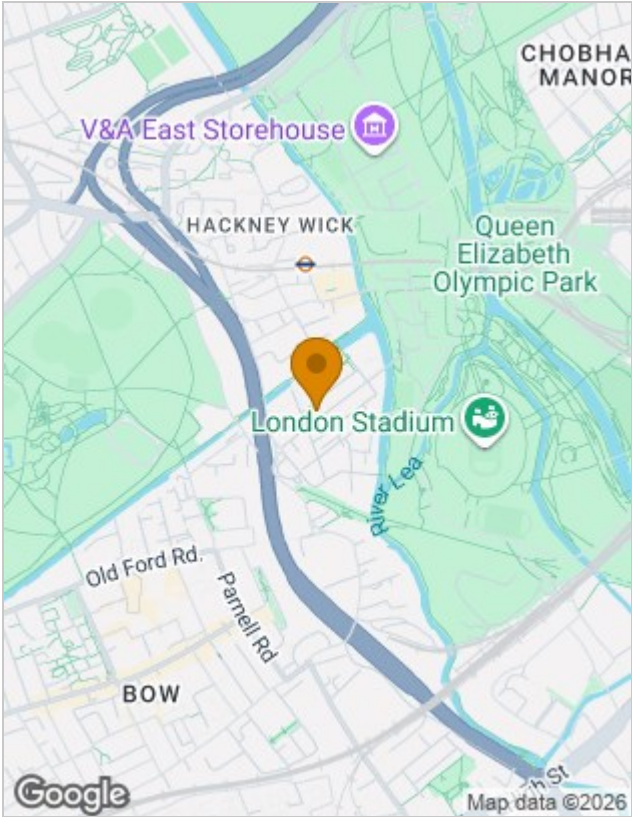 CHOBHA
MANOR
V&A East Storehouse
HACKNEY WICK
Queen
Elizabeth
Olympic Park
London Stadium
River Lea
Old Ford Rd.
Parnell Rd
BOW
St
Google
Map data ©2026